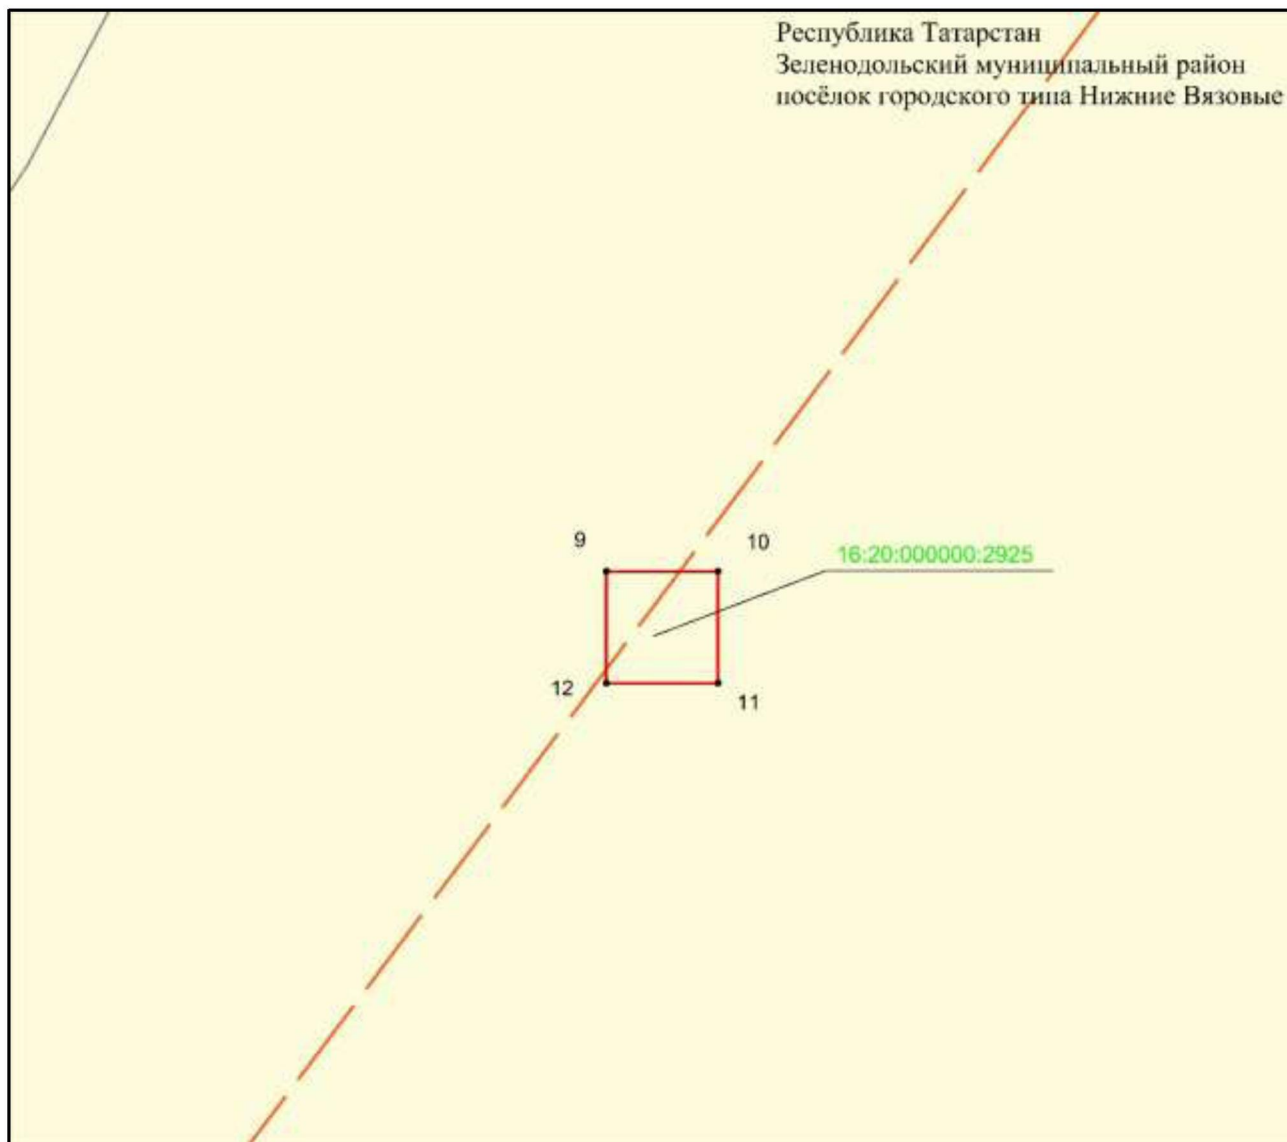 Республика Татарстан
Зеленодольский муниципальный район
посёлок городского типа Нижние Вязовые
9
10
16:20:000000:2925
12
11